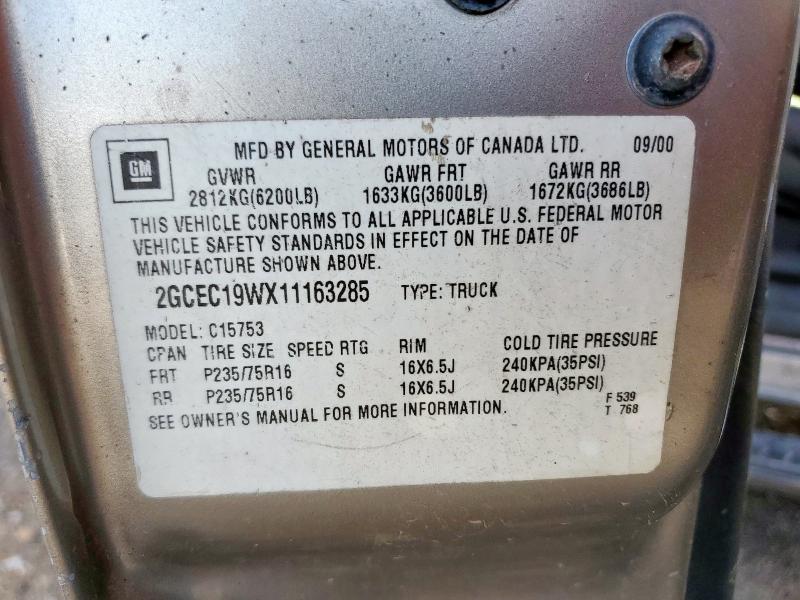 GM
MFD BY GENERAL MOTORS OF CANADA LTD. 09/00
GVWR GAWR FRT GAWR RR
2812KG(6200LB) 1633KG(3600LB) 1672KG(3686LB)
THIS VEHICLE CONFORMS TO ALL APPLICABLE U.S. FEDERAL MOTOR
VEHICLE SAFETY STANDARDS IN EFFECT ON THE DATE OF
MANUFACTURE SHOWN ABOVE.
2GCEC19WX11163285 TYPE: TRUCK
MODEL: C15753
CPAN TIRE SIZE SPEED RTG RIM COLD TIRE PRESSURE
FRT P235/75R16 S 16X6.5J 240KPA(35PSI)
RR P235/75R16 S 16X6.5J 240KPA(35PSI)
SEE OWNER'S MANUAL FOR MORE INFORMATION.
F 539
T 768